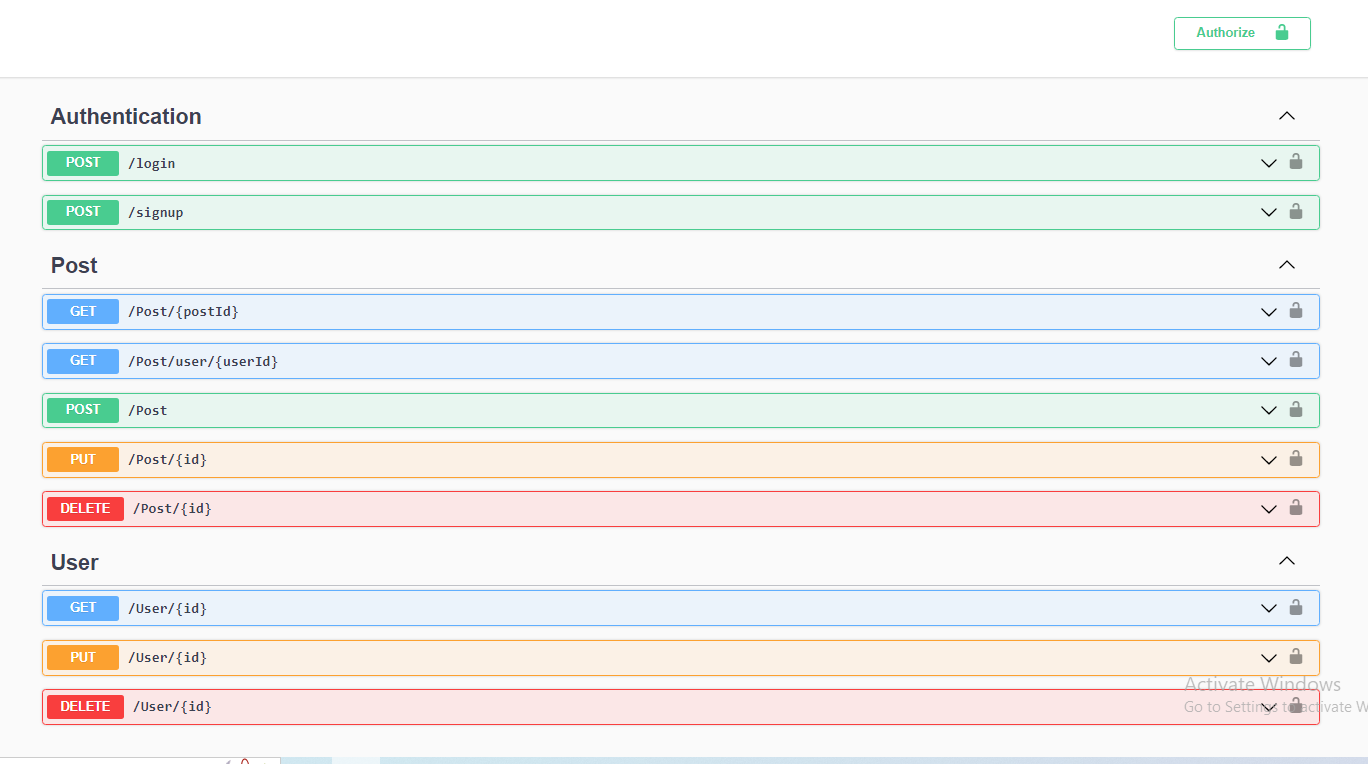 Authorize
Authentication
POST /login
POST /signup
Post
GET /Post/{postId}
GET /Post/user/{userId}
POST /Post
PUT /Post/{id}
DELETE /Post/{id}
User
GET /User/{id}
PUT /User/{id}
DELETE /User/{id}
Activate Windows
Go to Settings to activate W